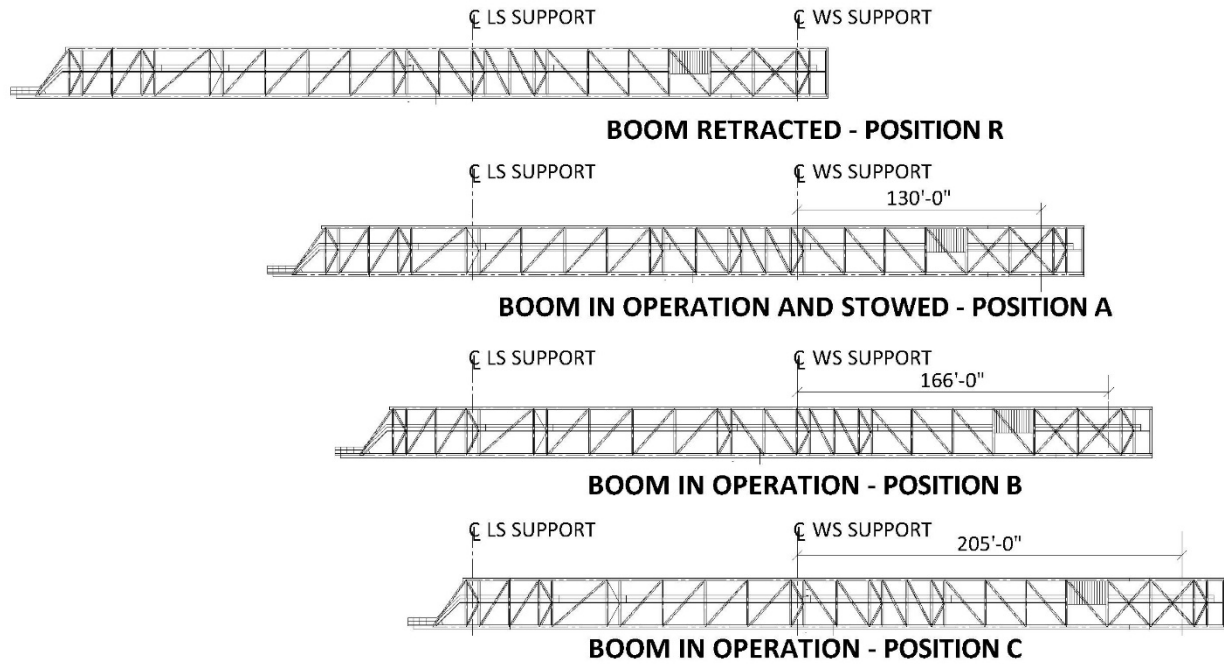 ℄ LS SUPPORT ℄ WS SUPPORT
BOOM RETRACTED - POSITION R
℄ LS SUPPORT ℄ WS SUPPORT
130'-0"
BOOM IN OPERATION AND STOWED - POSITION A
℄ LS SUPPORT ℄ WS SUPPORT
166'-0"
BOOM IN OPERATION - POSITION B
℄ LS SUPPORT ℄ WS SUPPORT
205'-0"
BOOM IN OPERATION - POSITION C